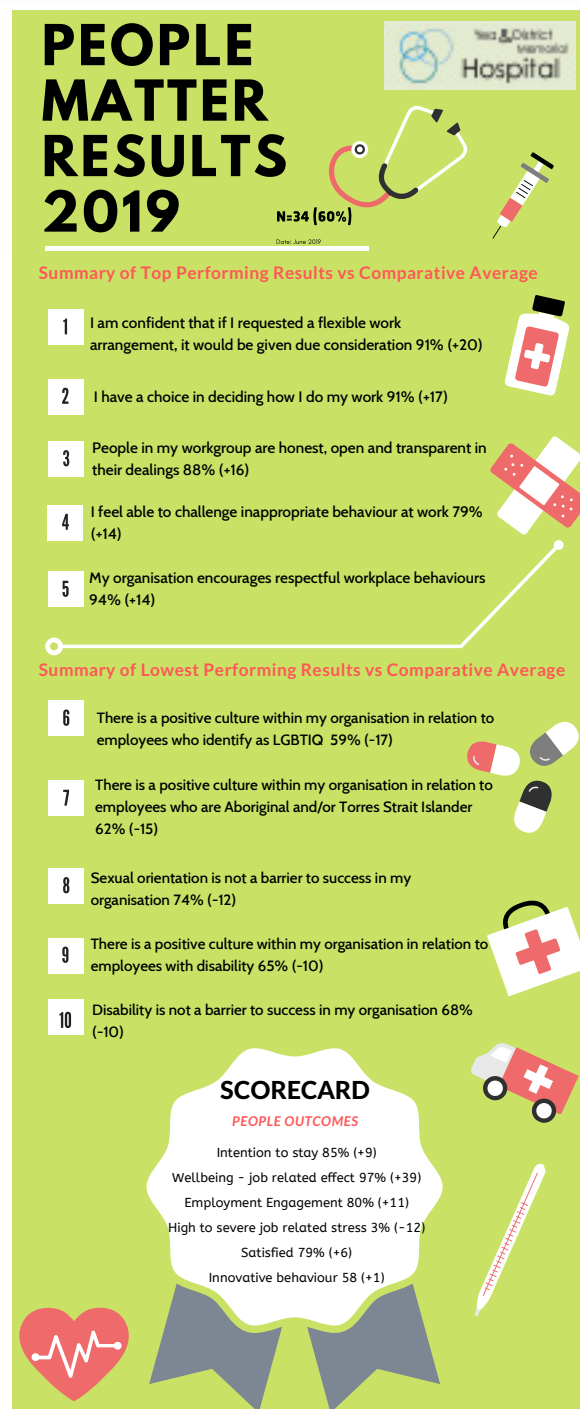 PEOPLE
MATTER
RESULTS
2019
Yea & District
Memorial
Hospital
N=34 (60%)
Date: June 2019
Summary of Top Performing Results vs Comparative Average
1
I am confident that if I requested a flexible work
arrangement, it would be given due consideration 91% (+20)
2
I have a choice in deciding how I do my work 91% (+17)
3
People in my workgroup are honest, open and transparent in
their dealings 88% (+16)
4
I feel able to challenge inappropriate behaviour at work 79%
(+14)
5
My organisation encourages respectful workplace behaviours
94% (+14)
Summary of Lowest Performing Results vs Comparative Average
6
There is a positive culture within my organisation in relation to
employees who identify as LGBTIQ 59% (-17)
7
There is a positive culture within my organisation in relation to
employees who are Aboriginal and/or Torres Strait Islander
62% (-15)
8
Sexual orientation is not a barrier to success in my
organisation 74% (-12)
9
There is a positive culture within my organisation in relation to
employees with disability 65% (-10)
10
Disability is not a barrier to success in my organisation 68%
(-10)
SCORECARD
PEOPLE OUTCOMES
Intention to stay 85% (+9)
Wellbeing - job related effect 97% (+39)
Employment Engagement 80% (+11)
High to severe job related stress 3% (-12)
Satisfied 79% (+6)
Innovative behaviour 58 (+1)